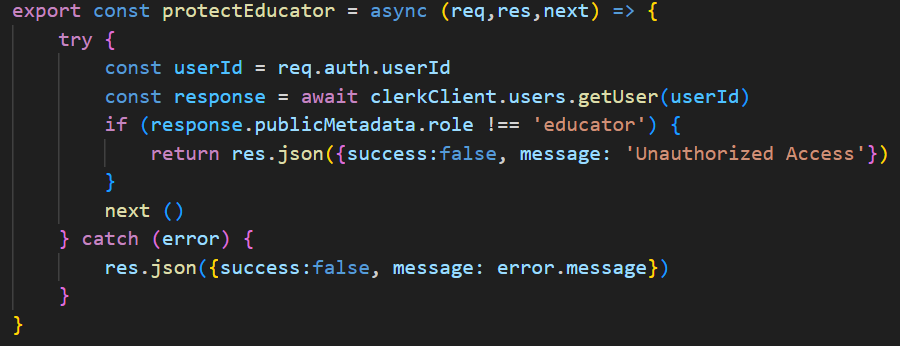 export const protectEducator = async (req,res,next) => {
    try {
        const userId = req.auth.userId
        const response = await clerkClient.users.getUser(userId)
        if (response.publicMetadata.role !== 'educator') {
            return res.json({success:false, message: 'Unauthorized Access'})
        }
        next ()
    } catch (error) {
        res.json({success:false, message: error.message})
    }
}